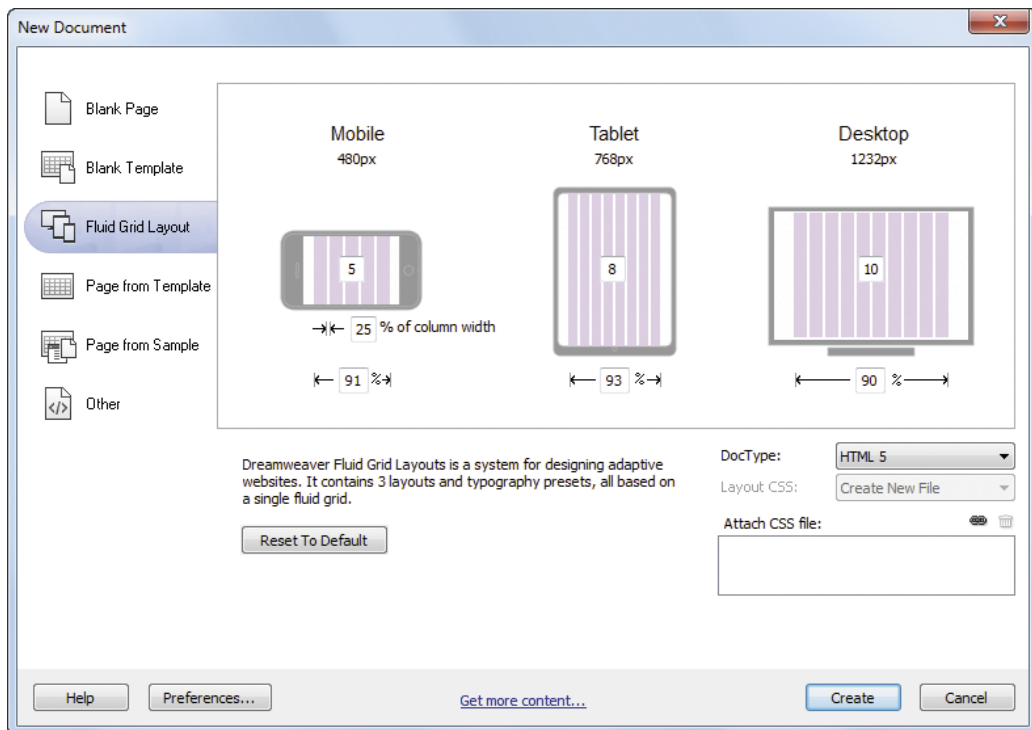 New Document
Blank Page
Blank Template
Fluid Grid Layout
Page from Template
Page from Sample
Other
Mobile
480px
Tablet
768px
Desktop
1232px
5
8
10
25 % of column width
91 %
93 %
90 %
Dreamweaver Fluid Grid Layouts is a system for designing adaptive
websites. It contains 3 layouts and typography presets, all based on
a single fluid grid.
Reset To Default
DocType: HTML 5
Layout CSS: Create New File
Attach CSS file:
Help
Preferences...
Get more content...
Create
Cancel